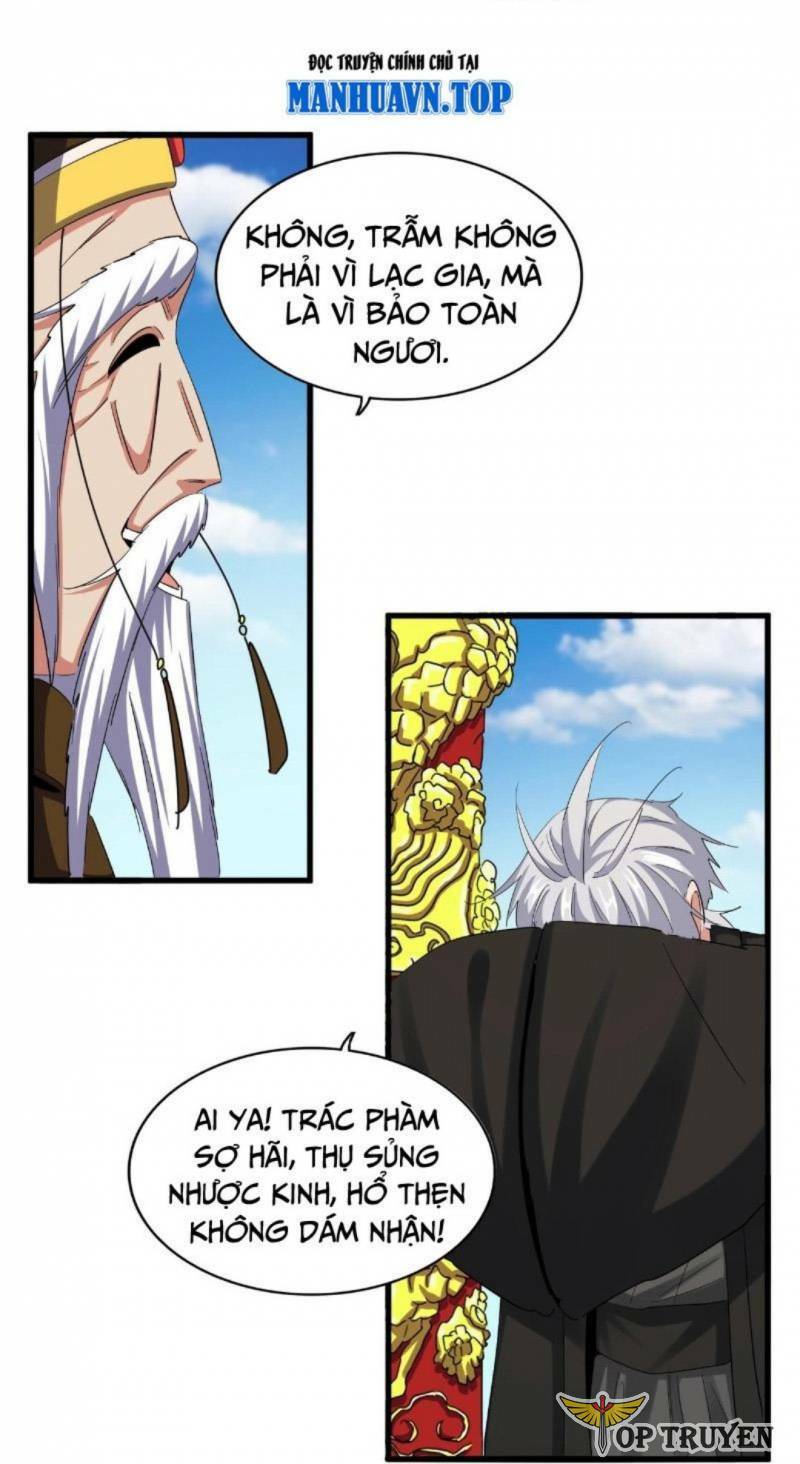 ĐỌC TRUYỆN CHÍNH CHỦ TẠI
MANHUAVN.TOP
KHÔNG, TRẪM KHÔNG
PHẢI VÌ LẠC GIA, MÀ
LÀ VÌ BẢO TOÀN
NGƯƠI.
AI YA! TRÁC PHÀM
SỢ HÃI, THỤ SỦNG
NHƯỢC KINH, HỔ THẸN
KHÔNG DÁM NHẬN!
TOP TRUYEN